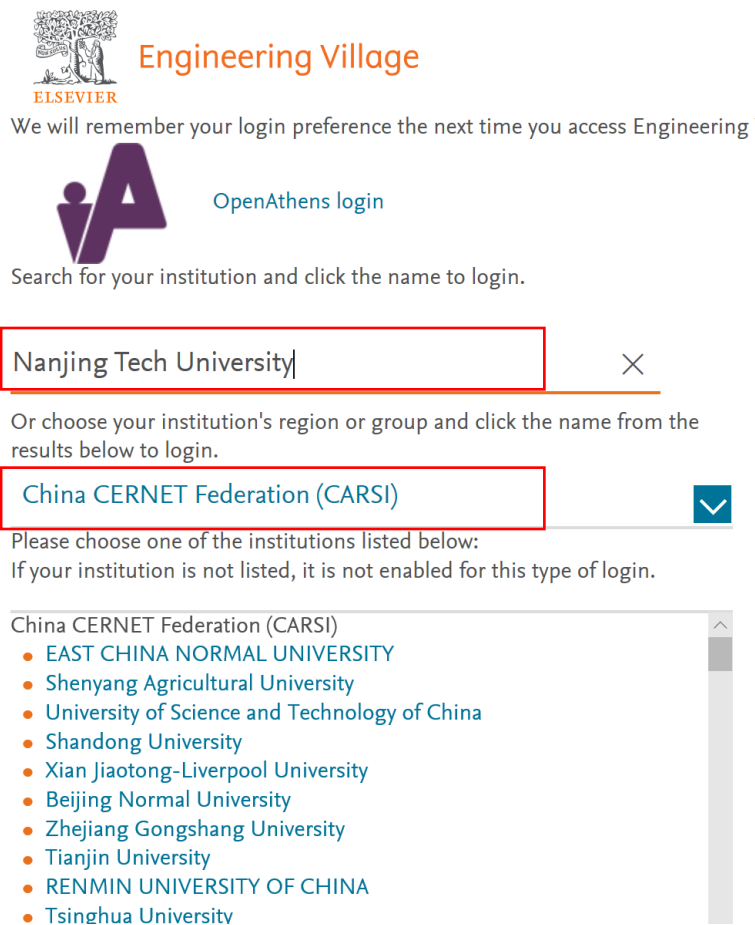 Engineering Village
ELSEVIER
We will remember your login preference the next time you access Engineering
OpenAthens login
Search for your institution and click the name to login.
Nanjing Tech University
Or choose your institution's region or group and click the name from the
results below to login.
China CERNET Federation (CARSI)
Please choose one of the institutions listed below:
If your institution is not listed, it is not enabled for this type of login.
China CERNET Federation (CARSI)
EAST CHINA NORMAL UNIVERSITY
Shenyang Agricultural University
University of Science and Technology of China
Shandong University
Xian Jiaotong-Liverpool University
Beijing Normal University
Zhejiang Gongshang University
Tianjin University
RENMIN UNIVERSITY OF CHINA
Tsinghua University